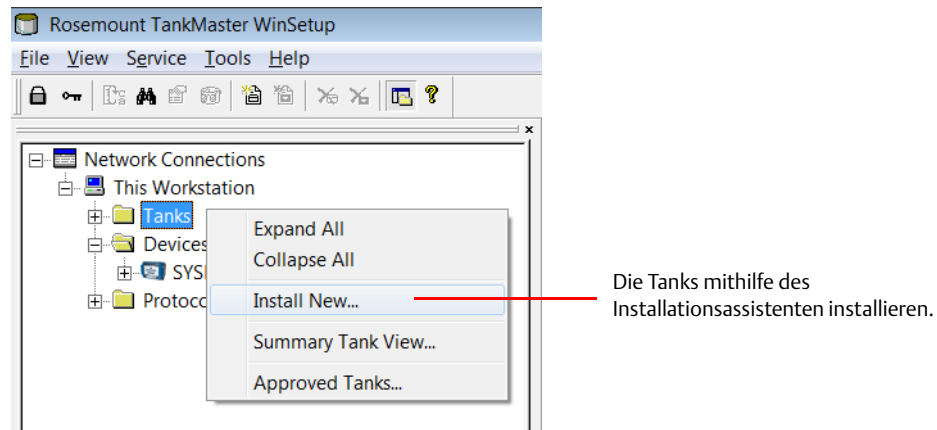 Rosemount TankMaster WinSetup
File View Service Tools Help
Network Connections
This Workstation
Tanks
Devices
SYS
Protoc
Expand All
Collapse All
Install New...
Summary Tank View...
Approved Tanks...
Die Tanks mithilfe des
Installationsassistenten installieren.